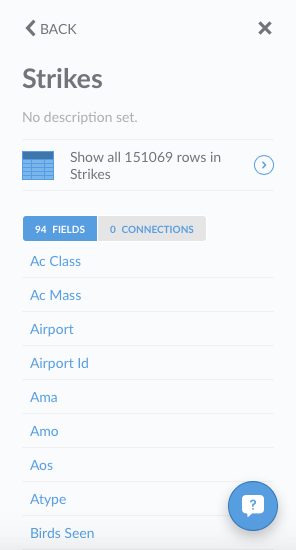 BACK
Strikes
No description set.
Show all 151069 rows in
Strikes
94 FIELDS
0 CONNECTIONS
Ac Class
Ac Mass
Airport
Airport Id
Ama
Amo
Aos
Atype
Birds Seen